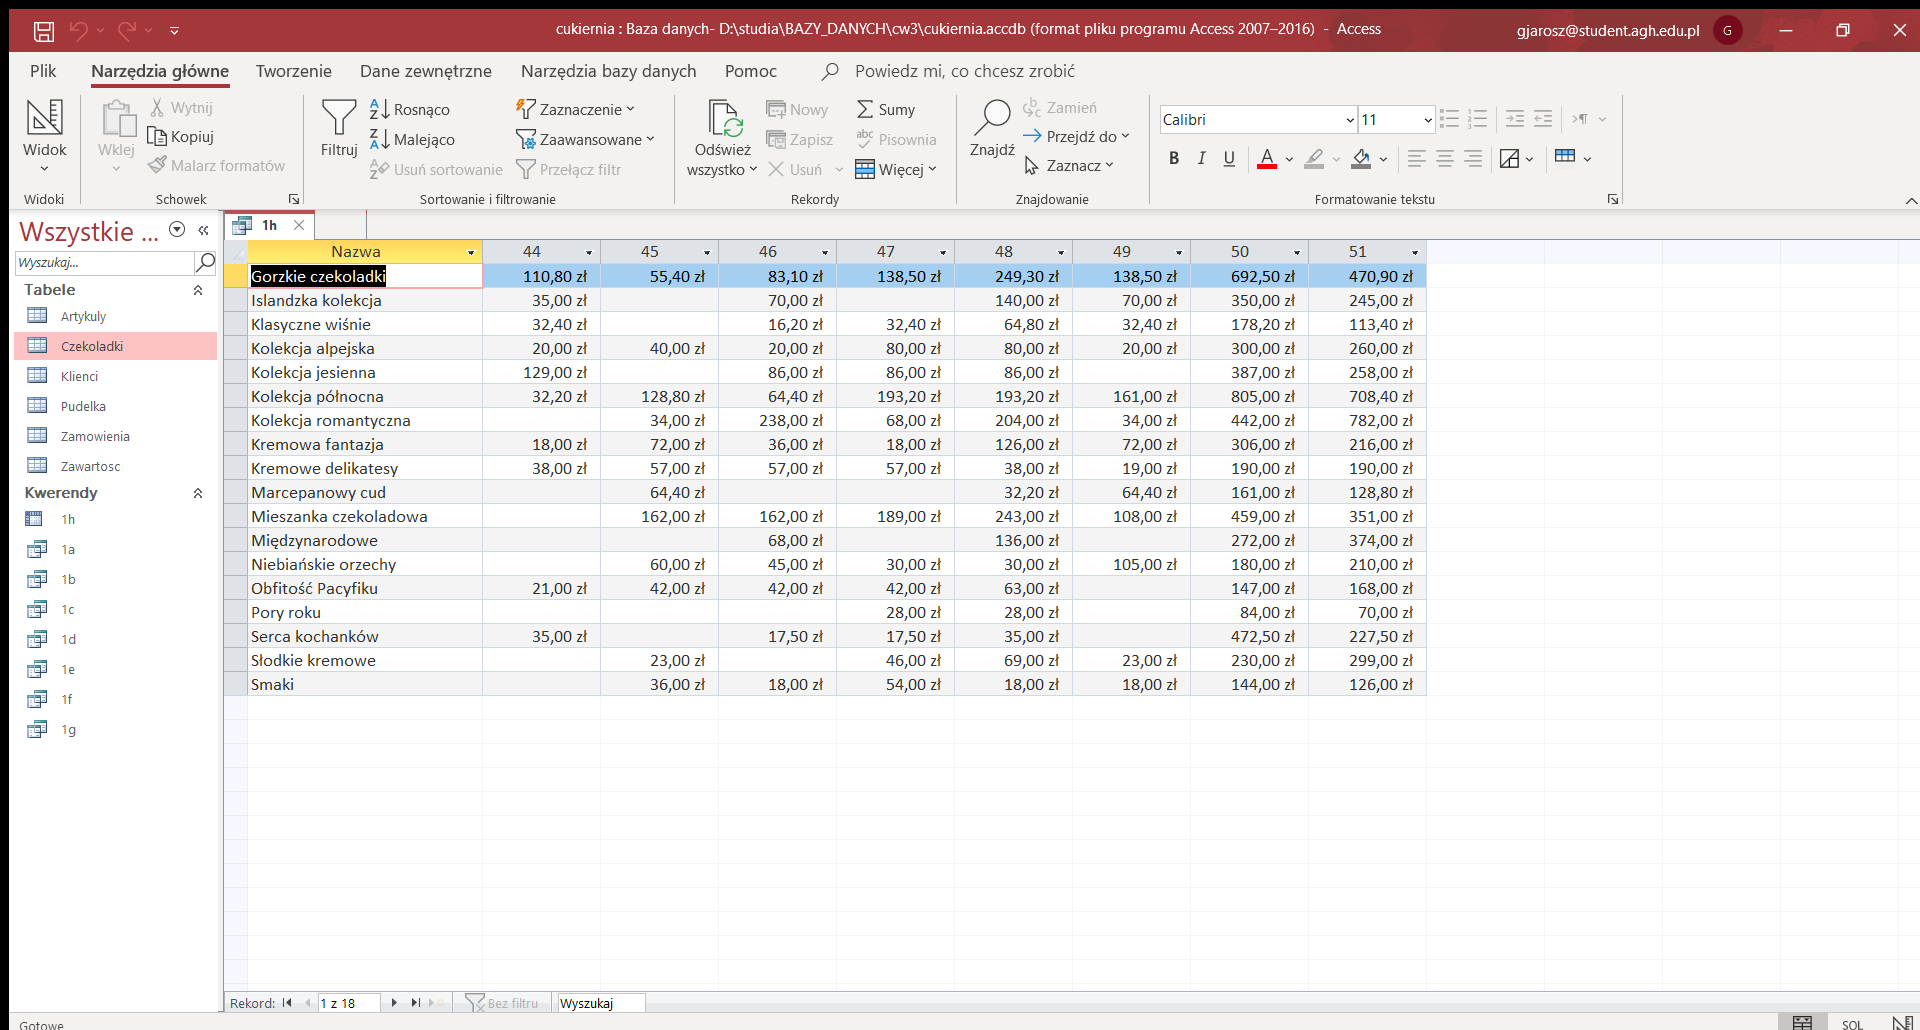 cukiernia : Baza danych- D:\studia\BAZY_DANYCH\cw3\cukiernia.accdb (format pliku programu Access 2007–2016) - Access
gjarosz@student.agh.edu.pl
G
Plik
Narzędzia główne
Tworzenie
Dane zewnętrzne
Narzędzia bazy danych
Pomoc
Powiedz mi, co chcesz zrobić
Widok
Widoki
Wklej
Wytnij
Kopiuj
Malarz formatów
Schowek
Filtruj
Rosnąco
Malejąco
Usuń sortowanie
Zaznaczenie
Zaawansowane
Przełącz filtr
Sortowanie i filtrowanie
Odśwież
wszystko
Nowy
Zapisz
Usuń
Sumy
Pisownia
Więcej
Rekordy
Znajdź
Zamień
Przejdź do
Zaznacz
Znajdowanie
Calibri
11
B I U
Formatowanie tekstu
Wszystkie ...
Wyszukaj...
Tabele
Artykuly
Czekoladki
Klienci
Pudelka
Zamowienia
Zawartosc
Kwerendy
1h
1a
1b
1c
1d
1e
1f
1g
1h
Nazwa 44 45 46 47 48 49 50 51
Gorzkie czekoladki 110,80 zł 55,40 zł 83,10 zł 138,50 zł 249,30 zł 138,50 zł 692,50 zł 470,90 zł
Islandzka kolekcja 35,00 zł 70,00 zł 140,00 zł 70,00 zł 350,00 zł 245,00 zł
Klasyczne wiśnie 32,40 zł 16,20 zł 32,40 zł 64,80 zł 32,40 zł 178,20 zł 113,40 zł
Kolekcja alpejska 20,00 zł 40,00 zł 20,00 zł 80,00 zł 80,00 zł 20,00 zł 300,00 zł 260,00 zł
Kolekcja jesienna 129,00 zł 86,00 zł 86,00 zł 86,00 zł 387,00 zł 258,00 zł
Kolekcja północna 32,20 zł 128,80 zł 64,40 zł 193,20 zł 193,20 zł 161,00 zł 805,00 zł 708,40 zł
Kolekcja romantyczna 34,00 zł 238,00 zł 68,00 zł 204,00 zł 34,00 zł 442,00 zł 782,00 zł
Kremowa fantazja 18,00 zł 72,00 zł 36,00 zł 18,00 zł 126,00 zł 72,00 zł 306,00 zł 216,00 zł
Kremowe delikatesy 38,00 zł 57,00 zł 57,00 zł 57,00 zł 38,00 zł 19,00 zł 190,00 zł 190,00 zł
Marcepanowy cud 64,40 zł 32,20 zł 64,40 zł 161,00 zł 128,80 zł
Mieszanka czekoladowa 162,00 zł 162,00 zł 189,00 zł 243,00 zł 108,00 zł 459,00 zł 351,00 zł
Międzynarodowe 68,00 zł 136,00 zł 272,00 zł 374,00 zł
Niebiańskie orzechy 60,00 zł 45,00 zł 30,00 zł 30,00 zł 105,00 zł 180,00 zł 210,00 zł
Obfitość Pacyfiku 21,00 zł 42,00 zł 42,00 zł 42,00 zł 63,00 zł 147,00 zł 168,00 zł
Pory roku 28,00 zł 28,00 zł 84,00 zł 70,00 zł
Serca kochanków 35,00 zł 17,50 zł 17,50 zł 35,00 zł 472,50 zł 227,50 zł
Słodkie kremowe 23,00 zł 46,00 zł 69,00 zł 23,00 zł 230,00 zł 299,00 zł
Smaki 36,00 zł 18,00 zł 54,00 zł 18,00 zł 18,00 zł 144,00 zł 126,00 zł
Rekord: 1 z 18 Bez filtru Wyszukaj
Gotowe
SQL